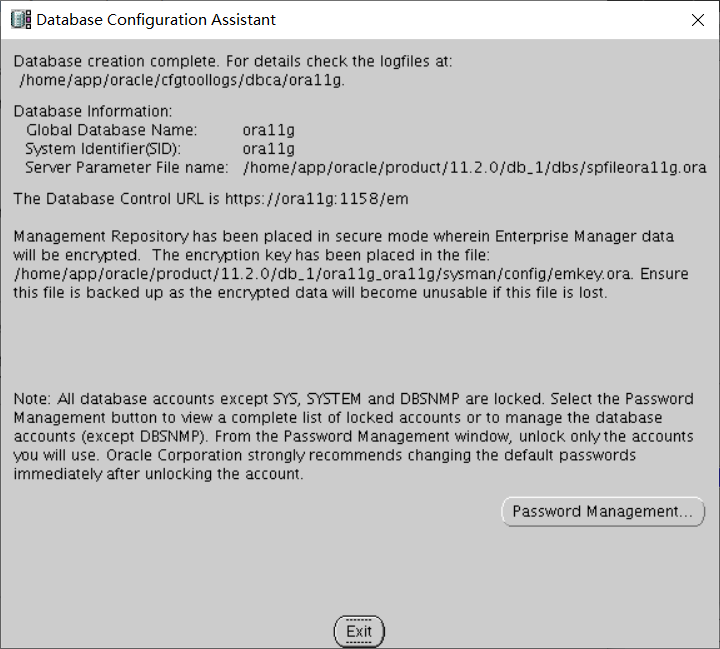 Database Configuration Assistant
Database creation complete. For details check the logfiles at:
/home/app/oracle/cfgtoollogs/dbca/ora11g.
Database Information:
Global Database Name: ora11g
System Identifier(SID): ora11g
Server Parameter File name: /home/app/oracle/product/11.2.0/db_1/dbs/spfileora11g.ora
The Database Control URL is https://ora11g:1158/em
Management Repository has been placed in secure mode wherein Enterprise Manager data
will be encrypted.  The encryption key has been placed in the file:
/home/app/oracle/product/11.2.0/db_1/ora11g_ora11g/sysman/config/emkey.ora. Ensure
this file is backed up as the encrypted data will become unusable if this file is lost.
Note: All database accounts except SYS, SYSTEM and DBSNMP are locked. Select the Password
Management button to view a complete list of locked accounts or to manage the database
accounts (except DBSNMP). From the Password Management window, unlock only the accounts
you will use. Oracle Corporation strongly recommends changing the default passwords
immediately after unlocking the account.
Password Management...
Exit